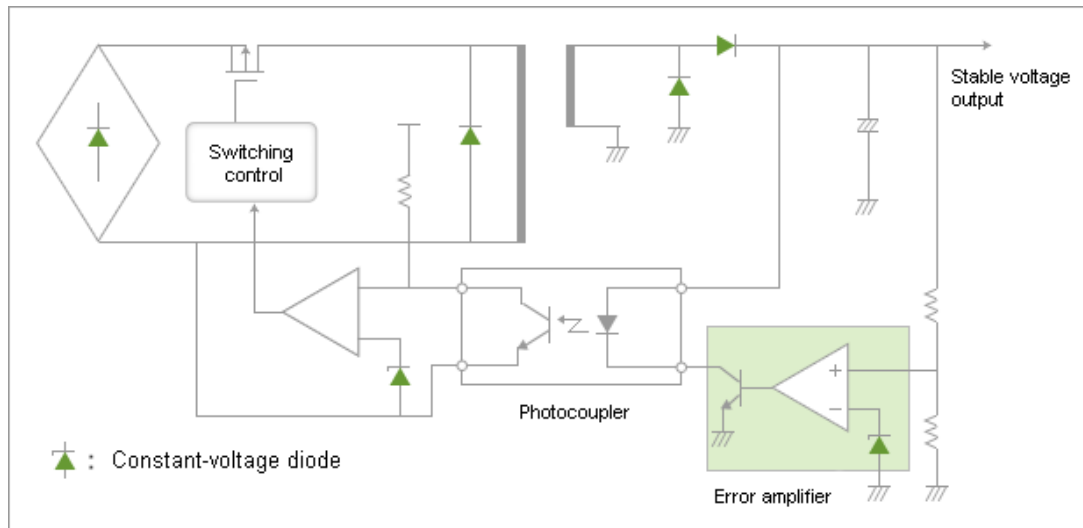 Stable voltage
output
Switching
control
+
−
Photocoupler
: Constant-voltage diode
Error amplifier